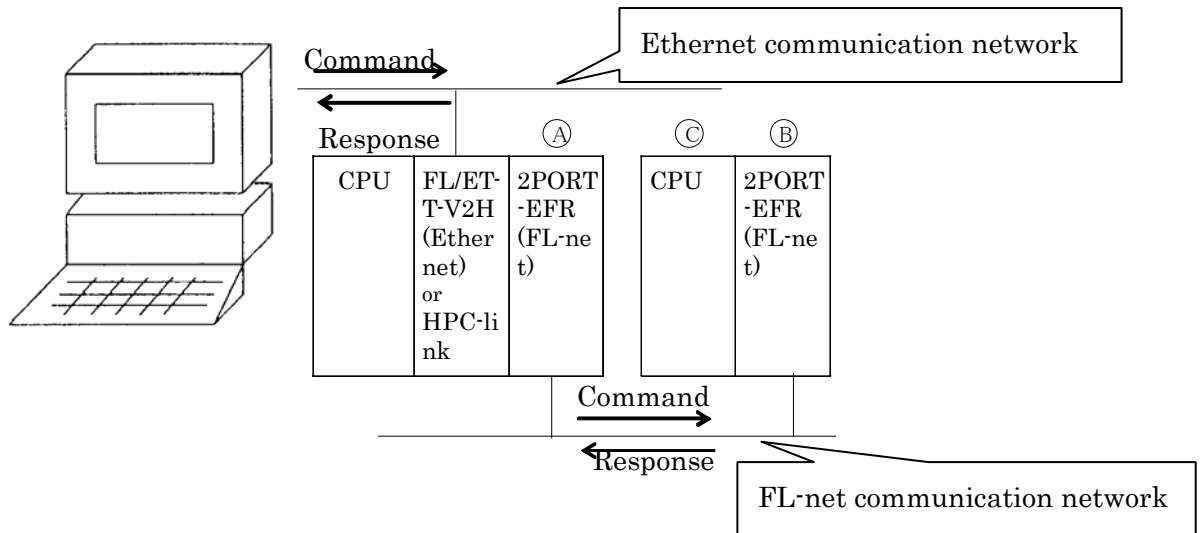 Ethernet communication network
Command
Response
Ⓐ
Ⓒ
Ⓑ
CPU
FL/ET-
T-V2H
(Ether
net)
or
HPC-li
nk
2PORT
-EFR
(FL-ne
t)
CPU
2PORT
-EFR
(FL-ne
t)
Command
Response
FL-net communication network